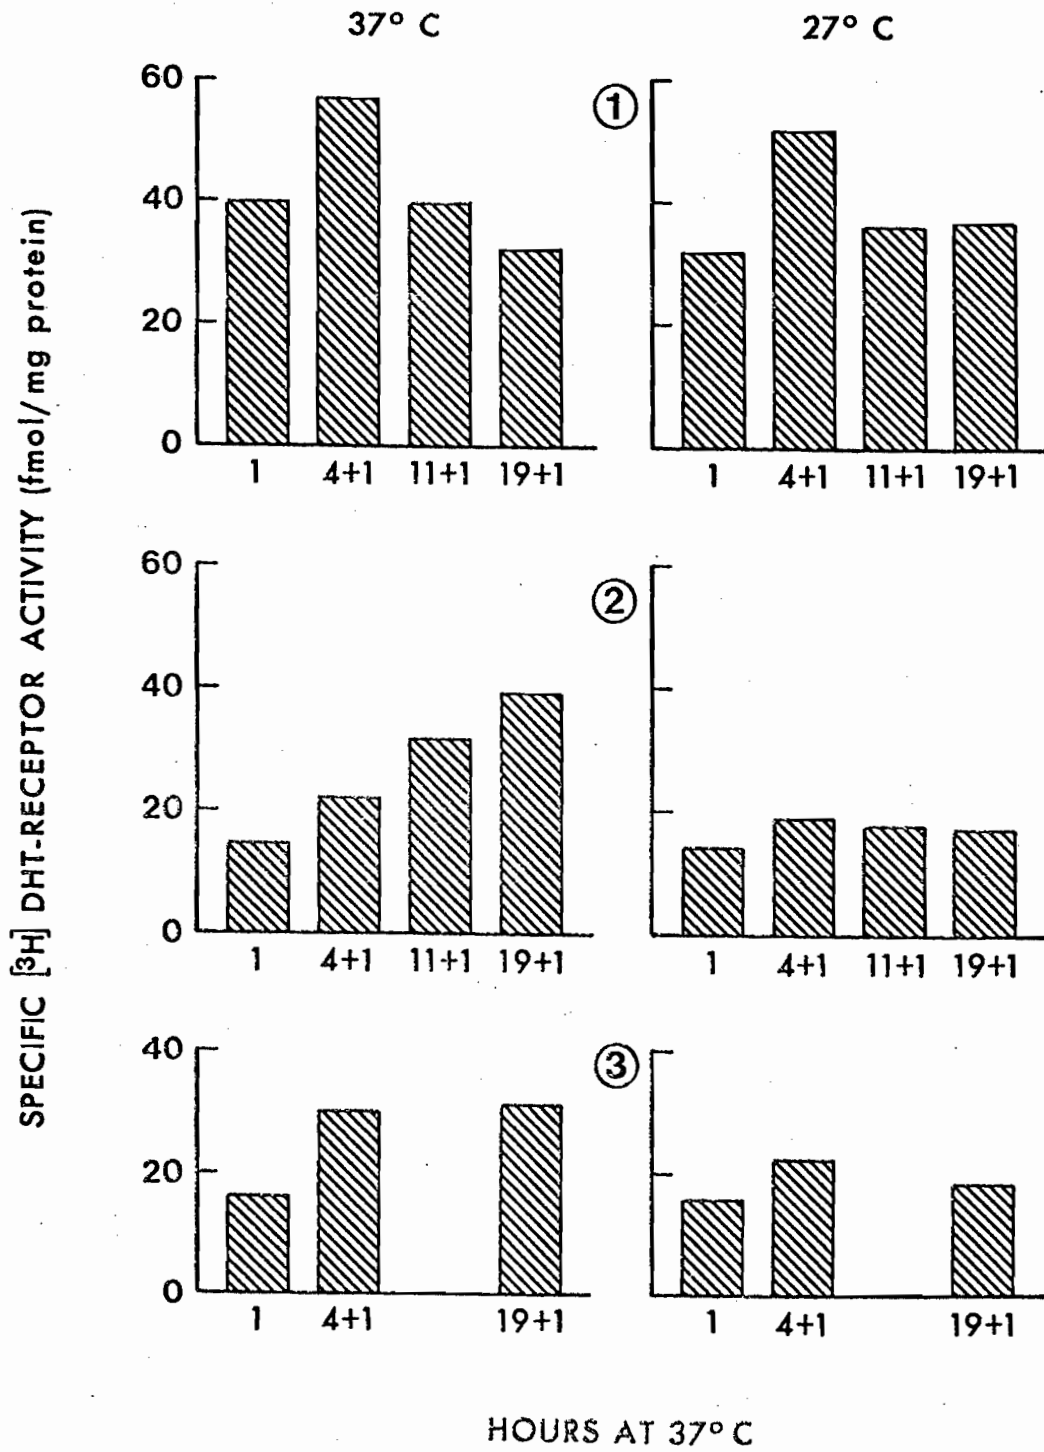 37° C
27° C
SPECIFIC [³H] DHT-RECEPTOR ACTIVITY (fmol/mg protein)
①
60
40
20
0
1 4+1 11+1 19+1
1 4+1 11+1 19+1
②
60
40
20
0
1 4+1 11+1 19+1
1 4+1 11+1 19+1
③
40
20
0
1 4+1 19+1
1 4+1 19+1
HOURS AT 37° C